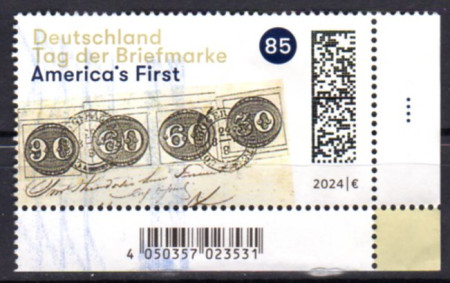 Deutschland
Tag der Briefmarke
America's First
85
90 60 60 30
2024|€
4 050357 023531